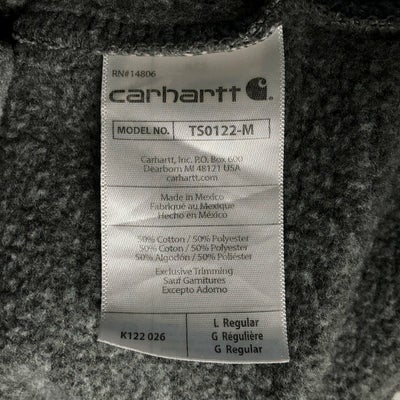 RN#14806
carhartt
MODEL NO. TS0122-M
Carhartt, Inc. P.O. Box 600
Dearborn MI 48121 USA
carhartt.com
Made in Mexico
Fabriqué au Mexique
Hecho en México
50% Cotton / 50% Polyester
50% Coton / 50% Polyester
50% Algodón / 50% Poliéster
Exclusive Trimming
Sauf Garnitures
Excepto Adorno
K122 026
L Regular
G Régulière
G Regular